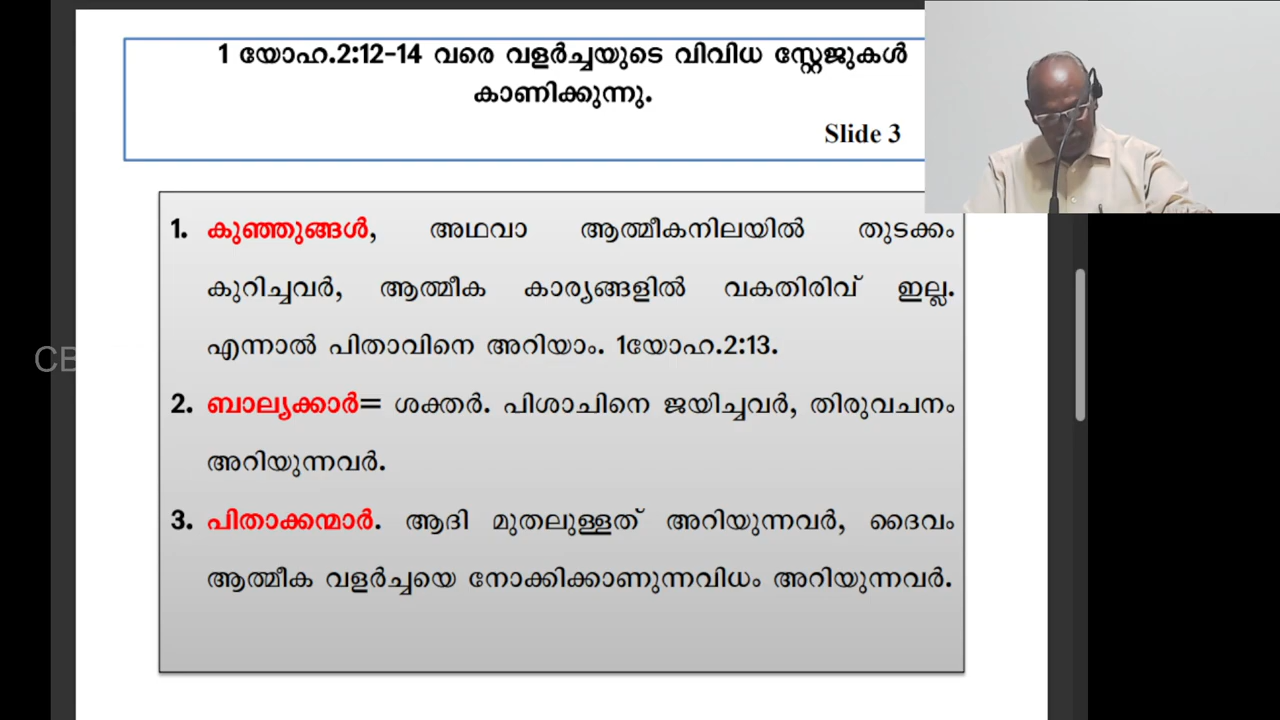 1 യോഹ.2:12-14 വരെ വളർച്ചയുടെ വിവിധ സ്റ്റേജുകൾ
കാണിക്കുന്നു.
Slide 3
1. കുഞ്ഞുങ്ങൾ, അഥവാ ആത്മീകനിലയിൽ തുടക്കം
കുറിച്ചവർ, ആത്മീക കാര്യങ്ങളിൽ വകതിരിവ് ഇല്ല.
എന്നാൽ പിതാവിനെ അറിയാം. 1യോഹ.2:13.
2. ബാല്യക്കാർ= ശക്തർ. പിശാചിനെ ജയിച്ചവർ, തിരുവചനം
അറിയുന്നവർ.
3. പിതാക്കന്മാർ. ആദി മുതലുള്ളത് അറിയുന്നവർ, ദൈവം
ആത്മീക വളർച്ചയെ നോക്കിക്കാണുന്നവിധം അറിയുന്നവർ.
CB